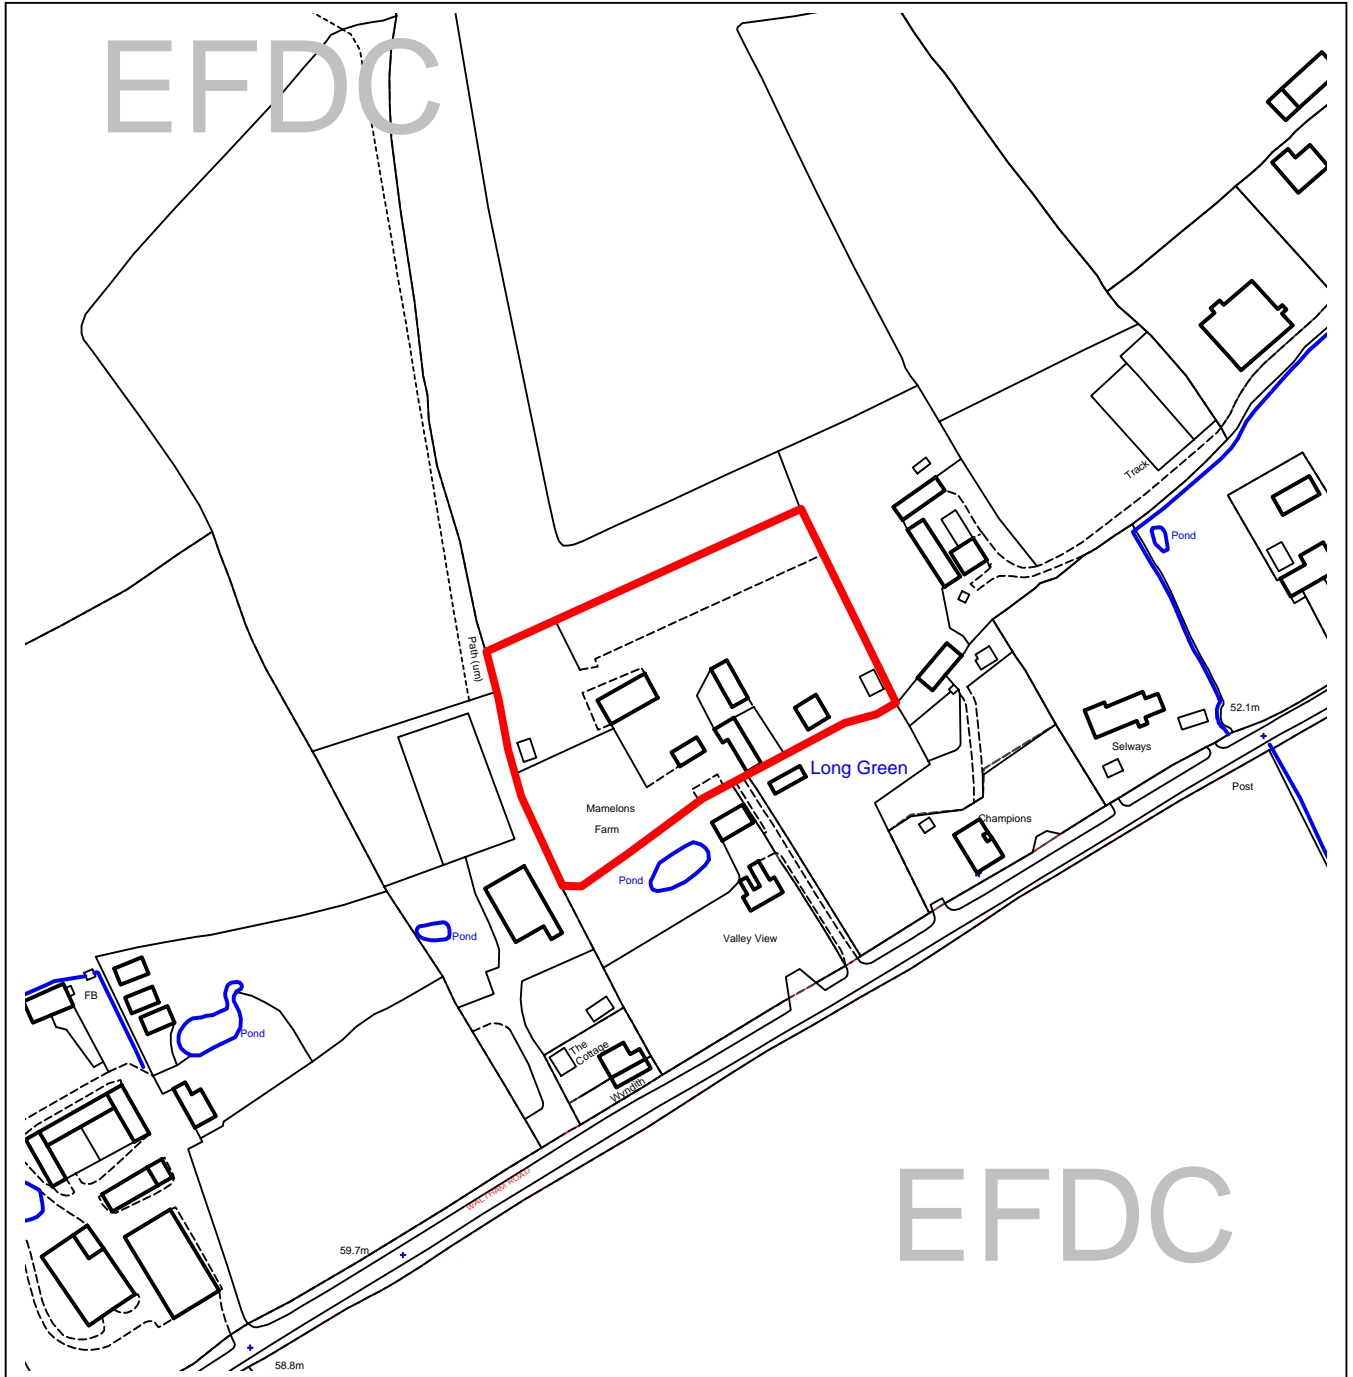 EFDC
Track
Pond
Path (um)
52.1m
Selways
Long Green
Post
Mamelons
Farm
Champions
Pond
Pond
Valley View
FB
Pond
The
Cottage
Wyndith
WALTHAM ROAD
EFDC
59.7m
58.8m